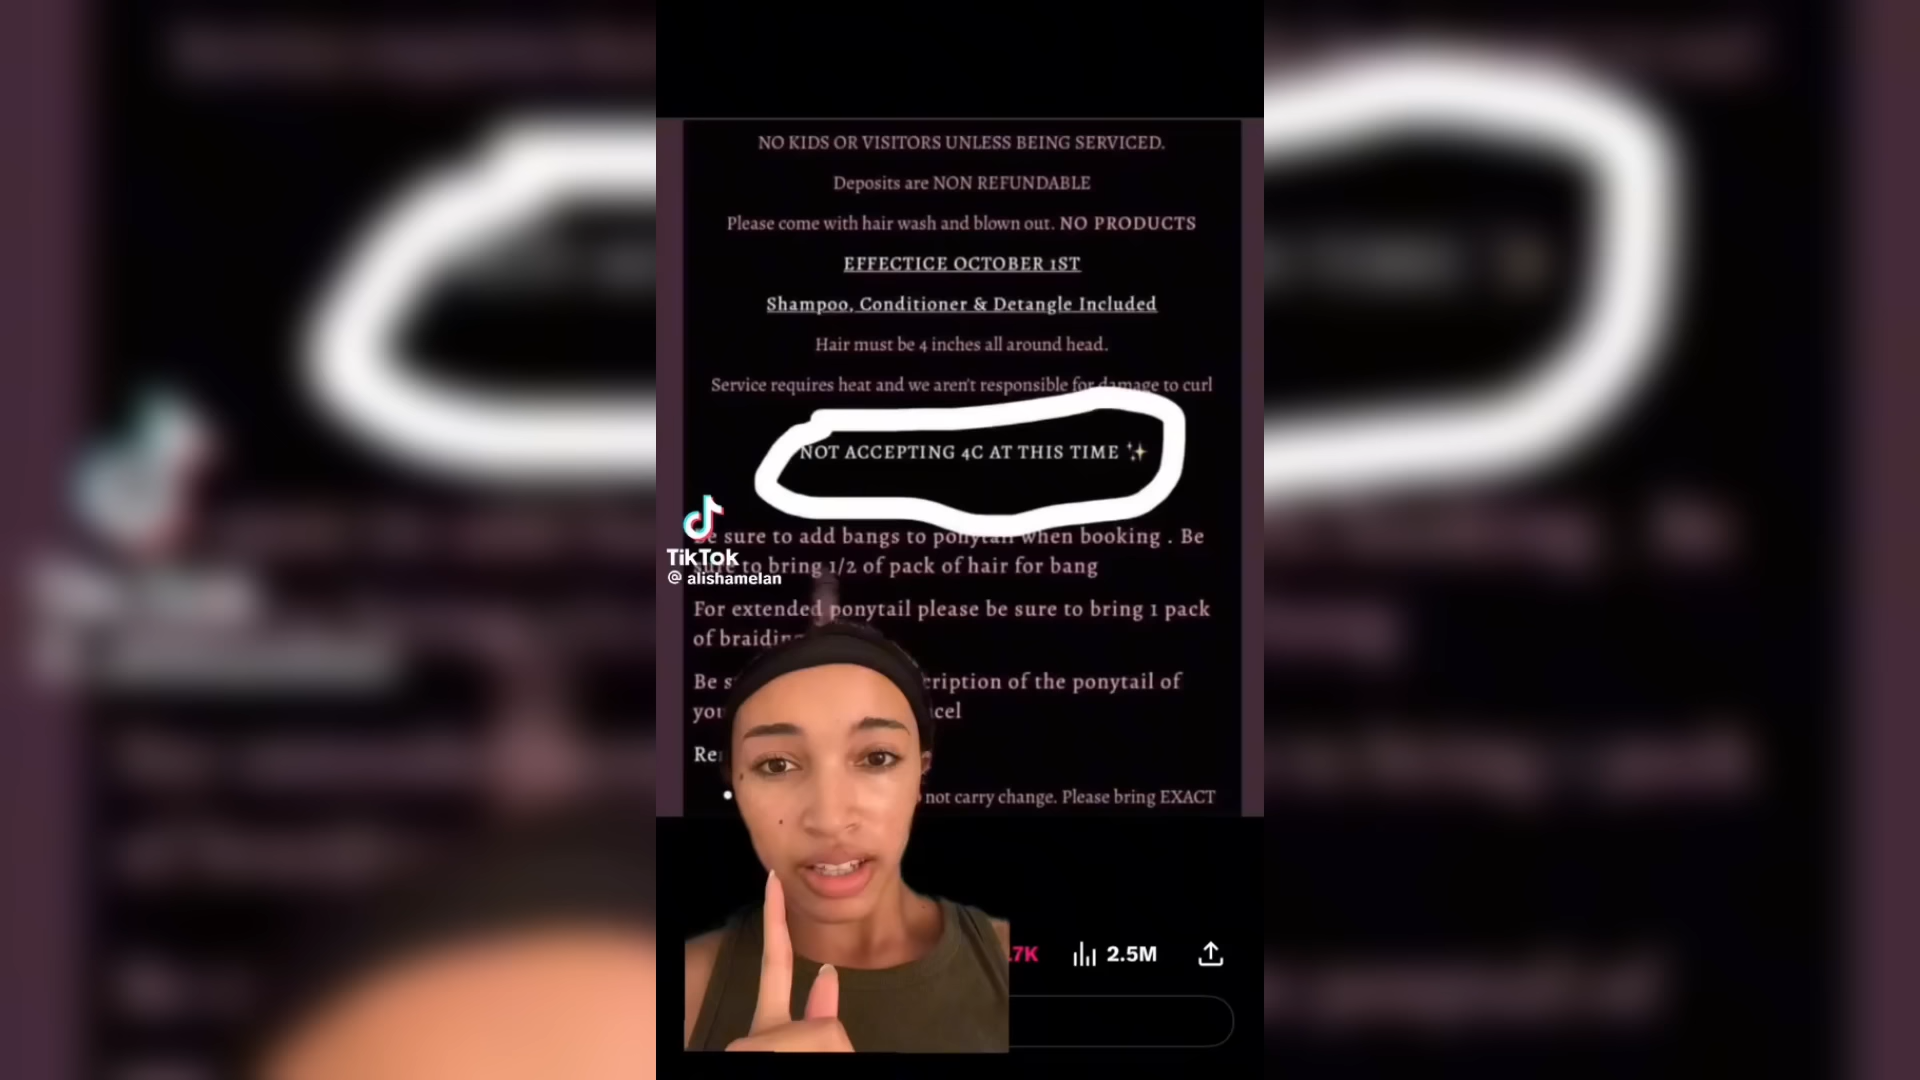 NO KIDS OR VISITORS UNLESS BEING SERVICED.
Deposits are NON REFUNDABLE
Please come with hair wash and blown out. NO PRODUCTS
EFFECTICE OCTOBER 1ST
Shampoo, Conditioner & Detangle Included
Hair must be 4 inches all around head.
Service requires heat and we aren't responsible for damage to curl
NOT ACCEPTING 4C AT THIS TIME ✨
Be sure to add bangs to ponytail when booking . Be
sure to bring 1/2 of pack of hair for bang
TikTok
@ alishamelan
For extended ponytail please be sure to bring 1 pack
of
Be of the ponytail of
not carry change. Please bring EXACT
2.5M